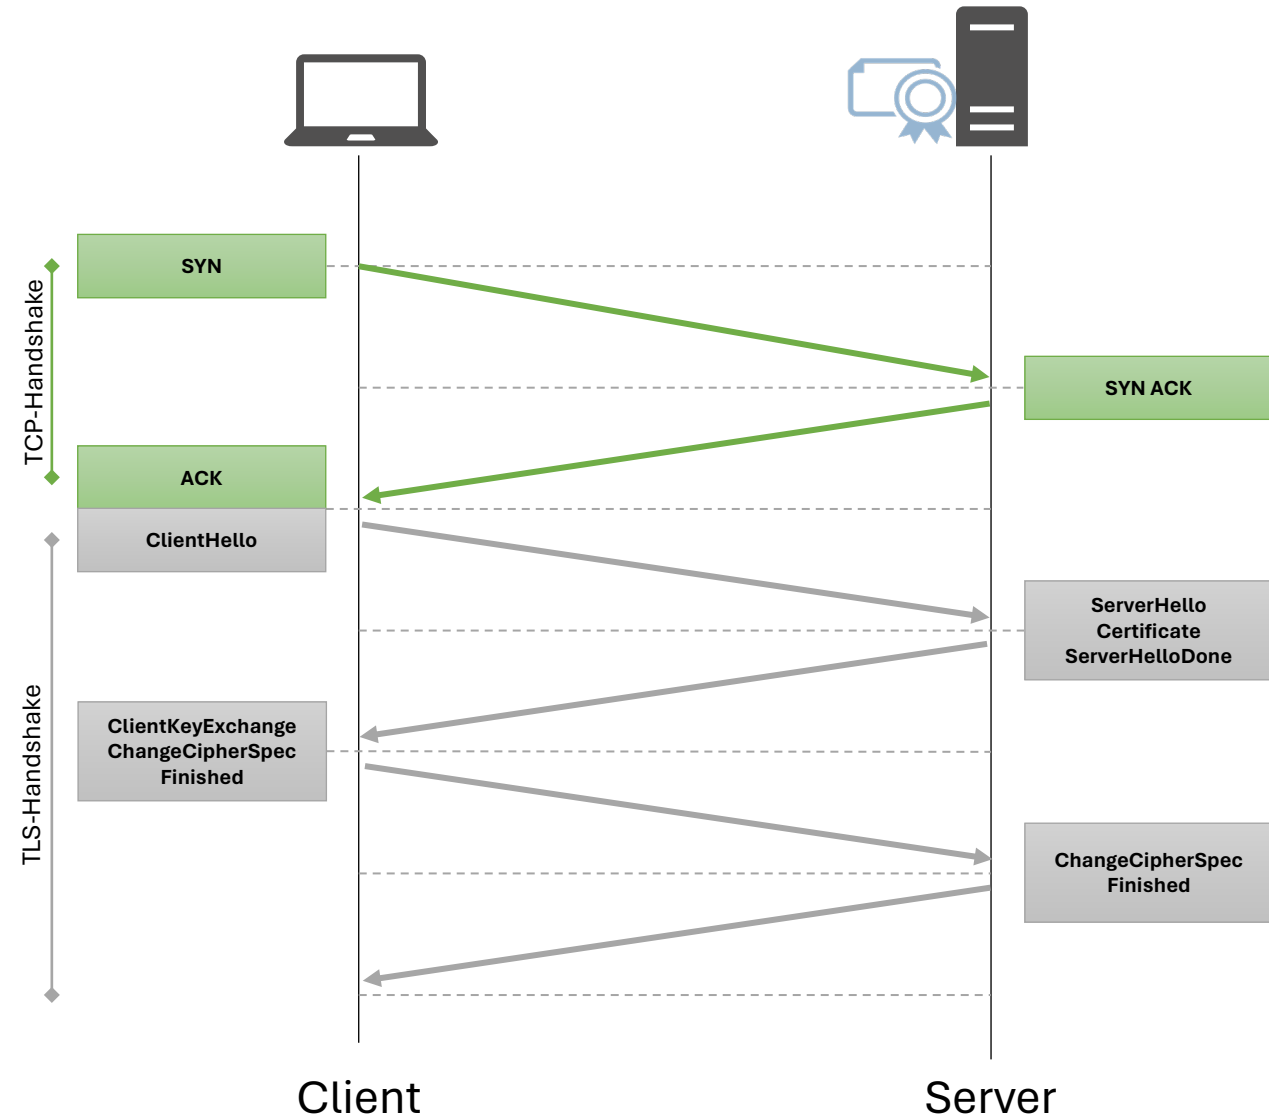 SYN
TCP-Handshake
SYN ACK
ACK
ClientHello
ServerHello
Certificate
ServerHelloDone
TLS-Handshake
ClientKeyExchange
ChangeCipherSpec
Finished
ChangeCipherSpec
Finished
Client
Server